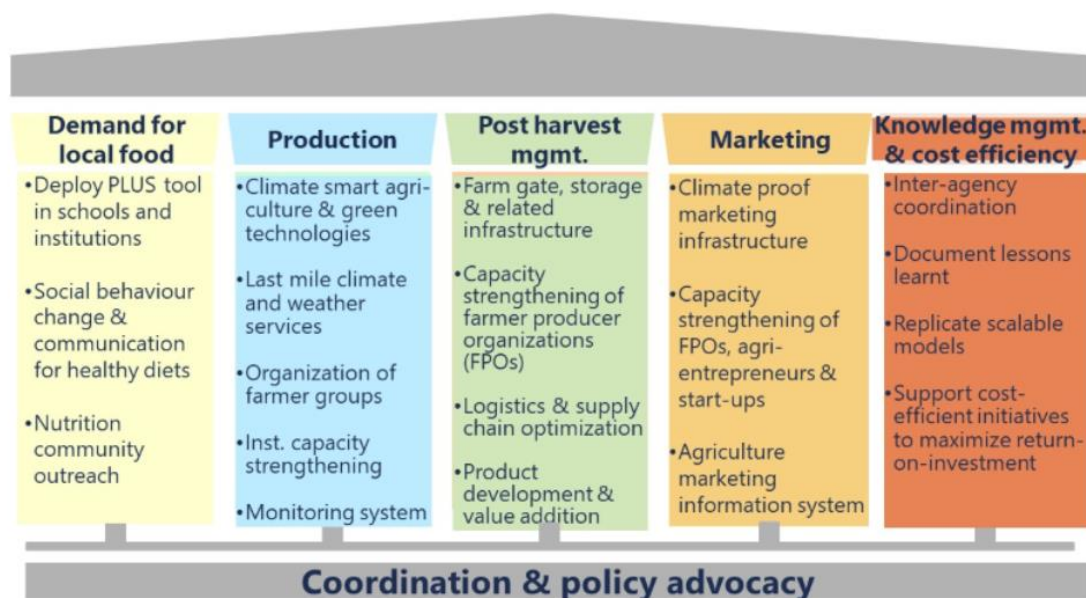 Demand for
local food
•Deploy PLUS tool
in schools and
institutions
•Social behaviour
change &
communication
for healthy diets
•Nutrition
community
outreach
Production
•Climate smart agri-
culture & green
technologies
•Last mile climate
and weather
services
•Organization of
farmer groups
•Inst. capacity
strengthening
•Monitoring system
Post harvest
mgmt.
•Farm gate, storage
& related
infrastructure
•Capacity
strengthening of
farmer producer
organizations
(FPOs)
•Logistics & supply
chain optimization
•Product
development &
value addition
Marketing
•Climate proof
marketing
infrastructure
•Capacity
strengthening of
FPOs, agri-
entrepreneurs &
start-ups
•Agriculture
marketing
information system
Knowledge mgmt.
& cost efficiency
•Inter-agency
coordination
•Document lessons
learnt
•Replicate scalable
models
•Support cost-
efficient initiatives
to maximize return-
on-investment
Coordination & policy advocacy